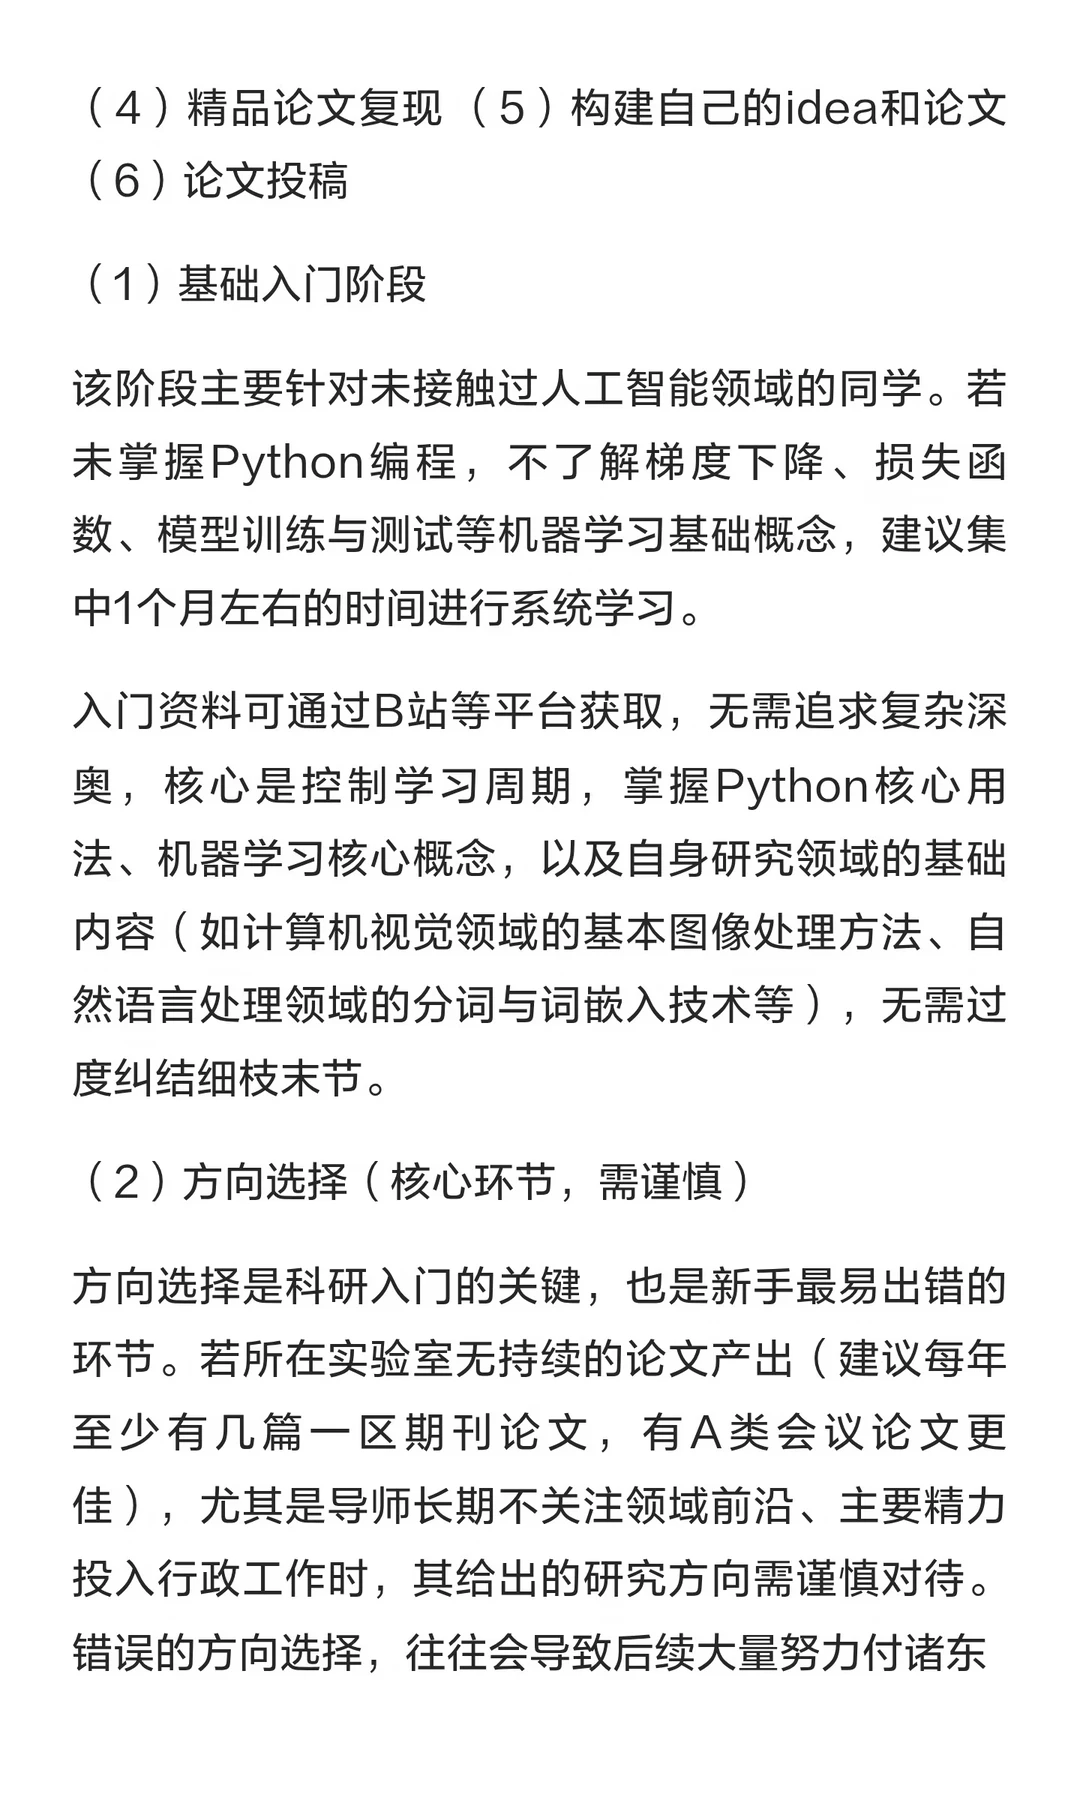 （4）精品论文复现（5）构建自己的idea和论文
（6）论文投稿
（1）基础入门阶段
该阶段主要针对未接触过人工智能领域的同学。若
未掌握Python编程，不了解梯度下降、损失函
数、模型训练与测试等机器学习基础概念，建议集
中1个月左右的时间进行系统学习。
入门资料可通过B站等平台获取，无需追求复杂深
奥，核心是控制学习周期，掌握Python核心用
法、机器学习核心概念，以及自身研究领域的基础
内容（如计算机视觉领域的基本图像处理方法、自
然语言处理领域的分词与词嵌入技术等），无需过
度纠结细枝末节。
（2）方向选择（核心环节，需谨慎）
方向选择是科研入门的关键，也是新手最易出错的
环节。若所在实验室无持续的论文产出（建议每年
至少有几篇一区期刊论文，有A类会议论文更
佳），尤其是导师长期不关注领域前沿、主要精力
投入行政工作时，其给出的研究方向需谨慎对待。
错误的方向选择，往往会导致后续大量努力付诸东